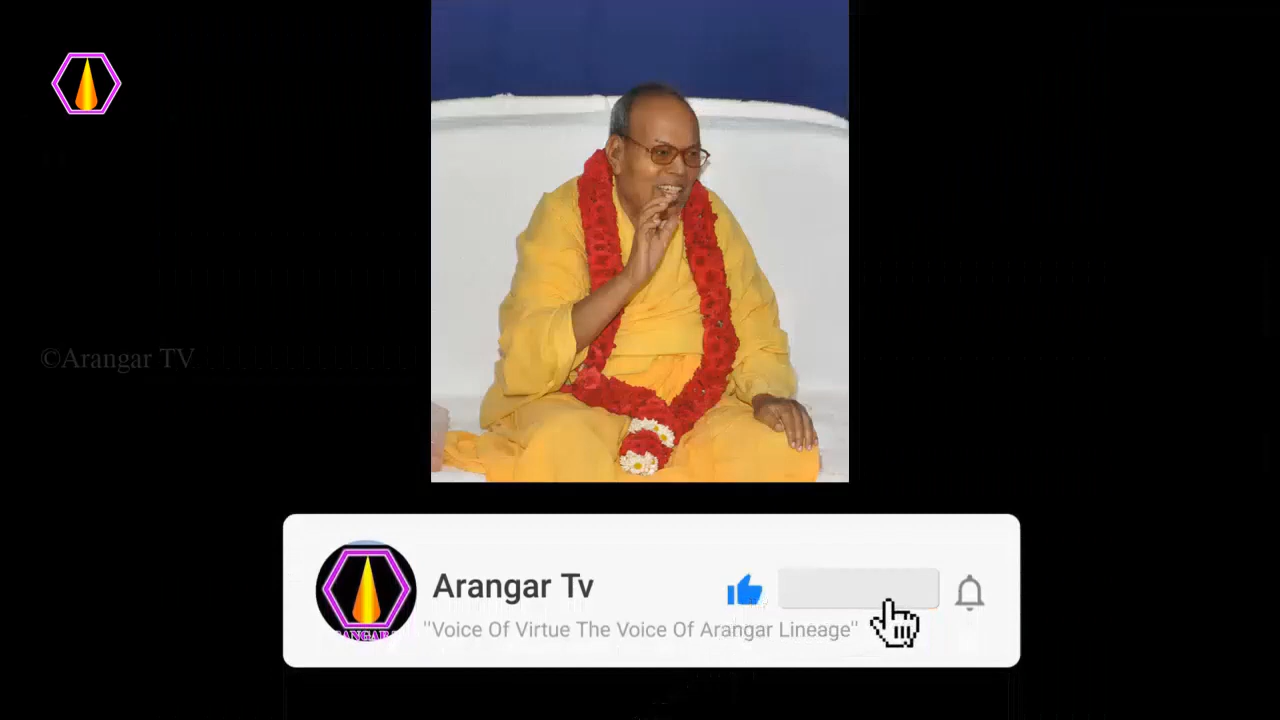 ©Arangar TV
Arangar Tv
"Voice Of Virtue The Voice Of Arangar Lineage"